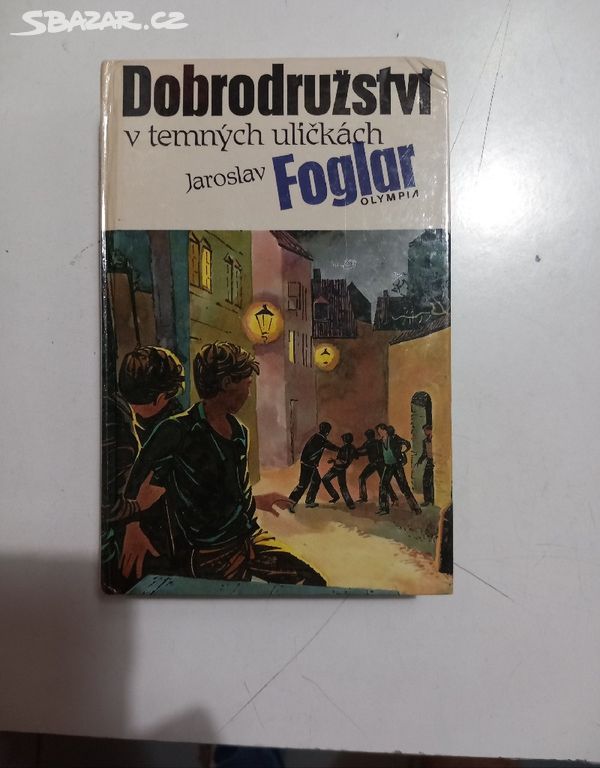 SBAZAR.CZ
Dobrodružství
v temných uličkách
Jaroslav Foglar
OLYMPIA